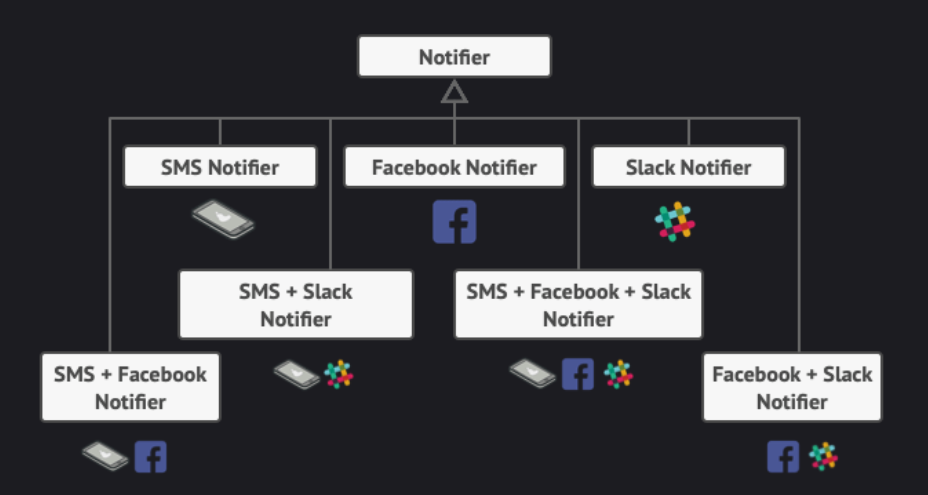 Notifier
SMS Notifier
Facebook Notifier
Slack Notifier
SMS + Slack
Notifier
SMS + Facebook + Slack
Notifier
SMS + Facebook
Notifier
Facebook + Slack
Notifier